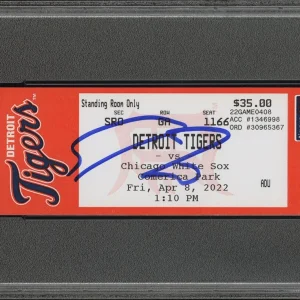 DETROIT
Tigers
Standing Room Only
$35.00
SEC ROW SEAT
SRO GA 1166
22GAME0408
ACC #1346998
ORD #30965367
DETROIT TIGERS
- vs -
Chicago White Sox
Comerica Park
Fri, Apr 8, 2022
1:10 PM
ADU